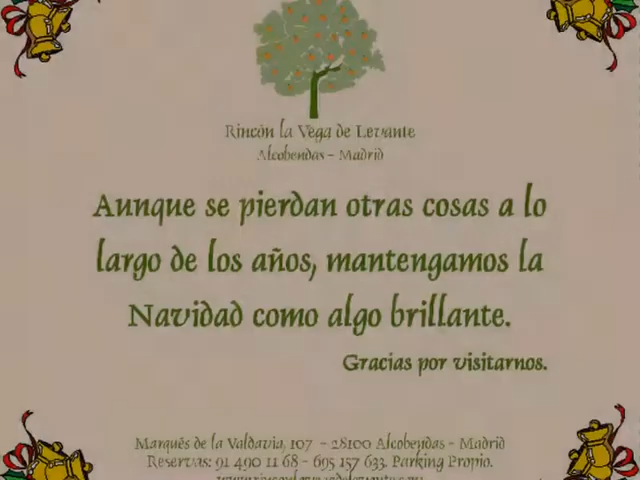 Rincón la Vega de Levante
Alcobendas - Madrid
Aunque se pierdan otras cosas a lo
largo de los años, mantengamos la
Navidad como algo brillante.
Gracias por visitarnos.
Marqués de la Valdavia, 107 - 28100 Alcobendas - Madrid
Reservas: 91 490 11 68 - 695 157 633. Parking Propio.